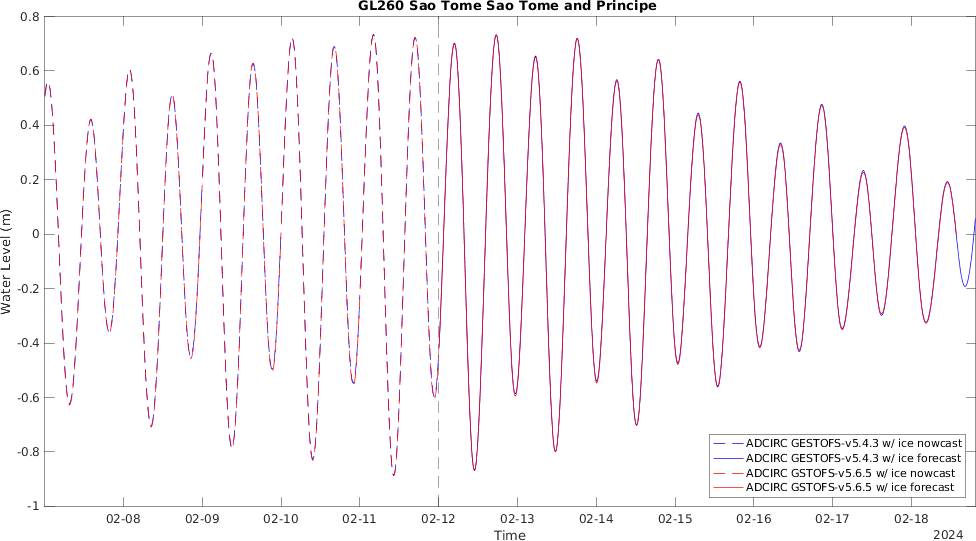 GL260 Sao Tome Sao Tome and Principe
Water Level (m)
0.8
0.6
0.4
0.2
0
-0.2
-0.4
-0.6
-0.8
-1
ADCIRC GESTOFS-v5.4.3 w/ ice nowcast
ADCIRC GESTOFS-v5.4.3 w/ ice forecast
ADCIRC GSTOFS-v5.6.5 w/ ice nowcast
ADCIRC GSTOFS-v5.6.5 w/ ice forecast
02-08 02-09 02-10 02-11 02-12 02-13 02-14 02-15 02-16 02-17 02-18
Time
2024